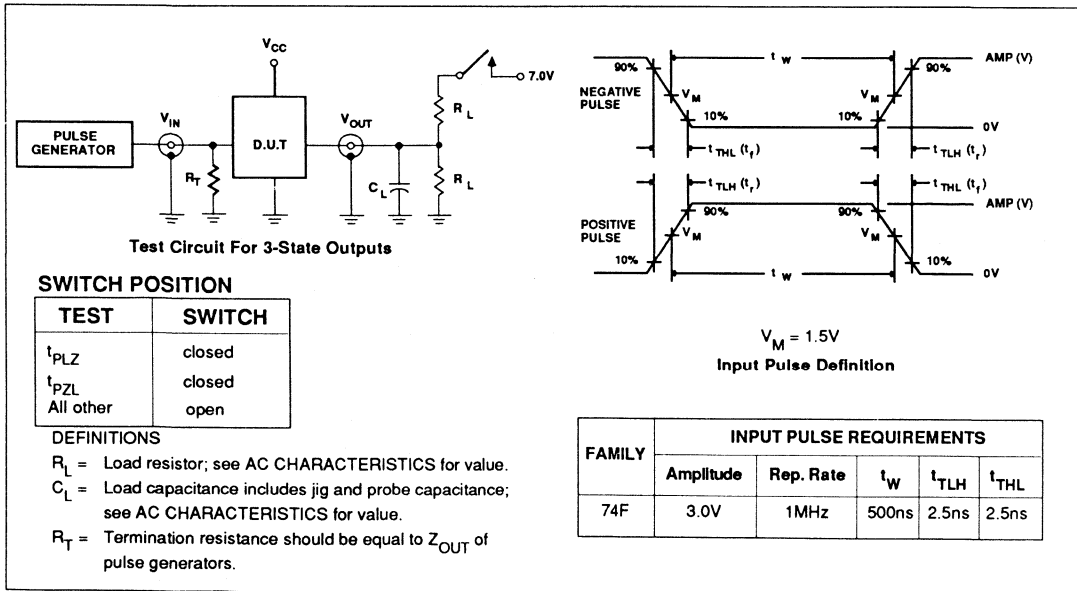 VCC
7.0V
RL
VIN
VOUT
PULSE GENERATOR
D.U.T
RT
CL
RL
Test Circuit For 3-State Outputs
SWITCH POSITION
TEST SWITCH
tPLZ closed
tPZL closed
All other open
DEFINITIONS
RL = Load resistor; see AC CHARACTERISTICS for value.
CL = Load capacitance includes jig and probe capacitance;
see AC CHARACTERISTICS for value.
RT = Termination resistance should be equal to ZOUT of
pulse generators.
90% tW 90% AMP (V)
NEGATIVE
PULSE
VM VM
10% 10% 0V
tTHL (tf) tTLH (tr)
tTLH (tr) tTHL (tf)
90% 90% AMP (V)
POSITIVE
PULSE
VM VM
10% tW 10% 0V
VM = 1.5V
Input Pulse Definition
FAMILY INPUT PULSE REQUIREMENTS
Amplitude Rep. Rate tW tTLH tTHL
74F 3.0V 1MHz 500ns 2.5ns 2.5ns